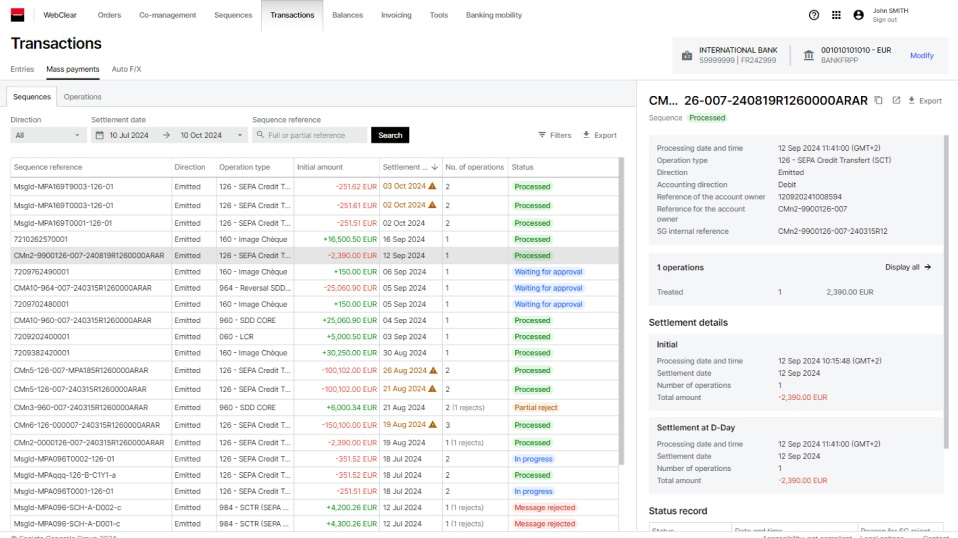 WebClear Orders Co-management Sequences Transactions Balances Invoicing Tools Banking mobility
John SMITH
Sign out
Transactions
INTERNATIONAL BANK
59999999 | FR24Z999
001010101010 - EUR
BANKFRPP
Modify
Entries Mass payments Auto F/X
Sequences Operations
Direction Settlement date Sequence reference
All 10 Jul 2024 → 10 Oct 2024 Full or partial reference Search Filters Export
Sequence reference Direction Operation type Initial amount Settlement ... ↓ No. of operations Status
MsgId-MPA169T9003-126-01 Emitted 126 - SEPA Credit T... -251.62 EUR 03 Oct 2024 2 Processed
MsgId-MPA169T0003-126-01 Emitted 126 - SEPA Credit T... -251.61 EUR 02 Oct 2024 2 Processed
MsgId-MPA169T0001-126-01 Emitted 126 - SEPA Credit T... -251.51 EUR 02 Oct 2024 2 Processed
7210262570001 Emitted 160 - Image Chèque +16,500.50 EUR 16 Sep 2024 1 Processed
CMn2-9900126-007-240819R1260000ARAR Emitted 126 - SEPA Credit T... -2,390.00 EUR 12 Sep 2024 1 Processed
7209762490001 Emitted 160 - Image Chèque +150.00 EUR 06 Sep 2024 1 Waiting for approval
CMA10-964-007-240315R1260000ARAR Emitted 964 - Reversal SDD... -25,060.90 EUR 05 Sep 2024 1 Processed
7209702480001 Emitted 160 - Image Chèque +150.00 EUR 05 Sep 2024 1 Waiting for approval
CMA10-960-007-240315R1260000ARAR Emitted 960 - SDD CORE +25,060.90 EUR 04 Sep 2024 1 Processed
7209202400001 Emitted 060 - LCR +5,000.50 EUR 03 Sep 2024 1 Processed
7209382420001 Emitted 160 - Image Chèque +30,250.00 EUR 30 Aug 2024 1 Processed
CMn5-126-007-MPA185R1260000ARAR Emitted 126 - SEPA Credit T... -100,102.00 EUR 26 Aug 2024 2 Processed
CMn5-126-007-240315R1260000ARAR Emitted 126 - SEPA Credit T... -100,102.00 EUR 21 Aug 2024 2 Processed
CMn3-960-007-240315R1260000ARAR Emitted 960 - SDD CORE +6,000.34 EUR 21 Aug 2024 2 (1 rejects) Partial reject
CMn6-126-000007-240315R1260000ARAR Emitted 126 - SEPA Credit T... -150,100.00 EUR 19 Aug 2024 3 Processed
CMn2-0000126-007-240315R1260000ARAR Emitted 126 - SEPA Credit T... -2,390.00 EUR 19 Aug 2024 1 (1 rejects) Processed
MsgId-MPA096T0002-126-01 Emitted 126 - SEPA Credit T... -351.52 EUR 18 Jul 2024 2 In progress
MsgId-MPAqqq-126-B-C1Y1-a Emitted 126 - SEPA Credit T... -351.52 EUR 18 Jul 2024 2 Processed
MsgId-MPA096T0001-126-01 Emitted 126 - SEPA Credit T... -251.51 EUR 18 Jul 2024 2 In progress
MsgId-MPA096-SCH-A-D002-c Emitted 984 - SCTR (SEPA ... +4,200.26 EUR 12 Jul 2024 1 (1 rejects) Message rejected
MsgId-MPA096-SCH-A-D001-c Emitted 984 - SCTR (SEPA ... +4,300.26 EUR 12 Jul 2024 1 (1 rejects) Message rejected
CM... 26-007-240819R1260000ARAR Export
Sequence Processed
Processing date and time 12 Sep 2024 11:41:00 (GMT+2)
Operation type 126 - SEPA Credit Transfert (SCT)
Direction Emitted
Accounting direction Debit
Reference of the account owner 120920241008594
Reference for the account owner CMn2-9900126-007
SG internal reference CMn2-9900126-007-240315R12
1 operations Display all →
Treated 1 2,390.00 EUR
Settlement details
Initial
Processing date and time 12 Sep 2024 10:15:48 (GMT+2)
Settlement date 12 Sep 2024
Number of operations 1
Total amount -2,390.00 EUR
Settlement at D-Day
Processing date and time 12 Sep 2024 11:41:00 (GMT+2)
Settlement date 12 Sep 2024
Number of operations 1
Total amount -2,390.00 EUR
Status record
Status Date and time Reason for SG reject
© Societe Generale Group 2024 Accessibility: not compliant Legal notices Contact